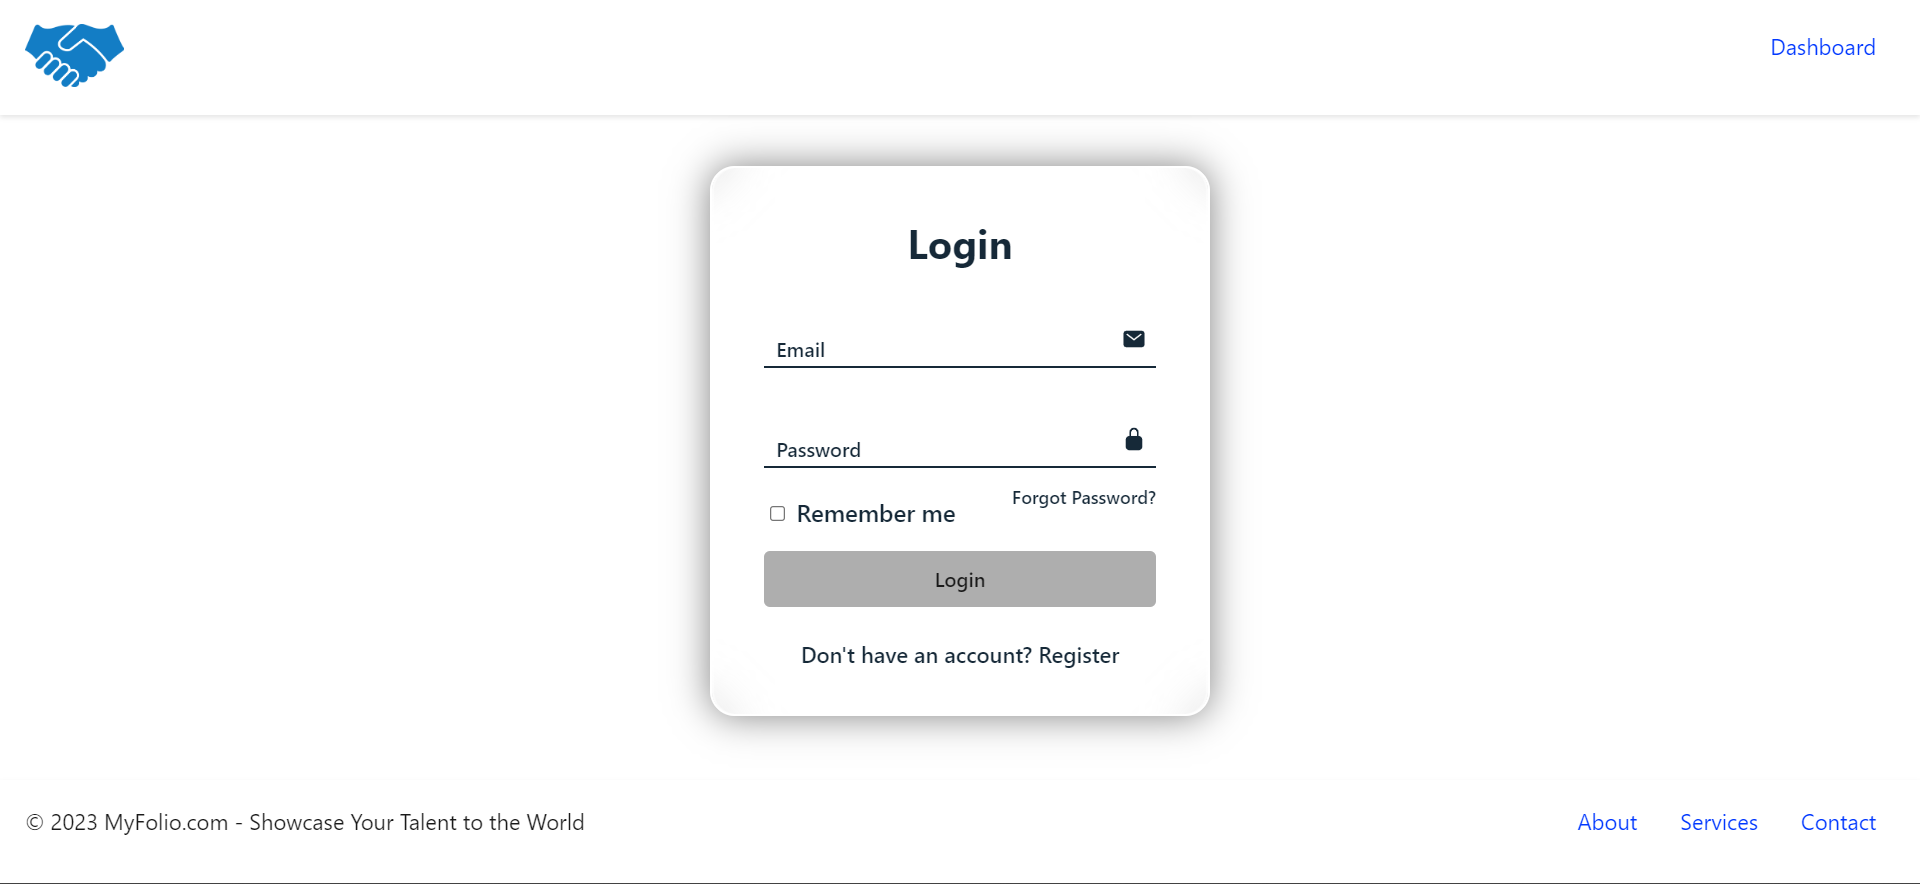 Dashboard
Login
Email
Password
Forgot Password?
Remember me
Login
Don't have an account? Register
© 2023 MyFolio.com - Showcase Your Talent to the World
About
Services
Contact